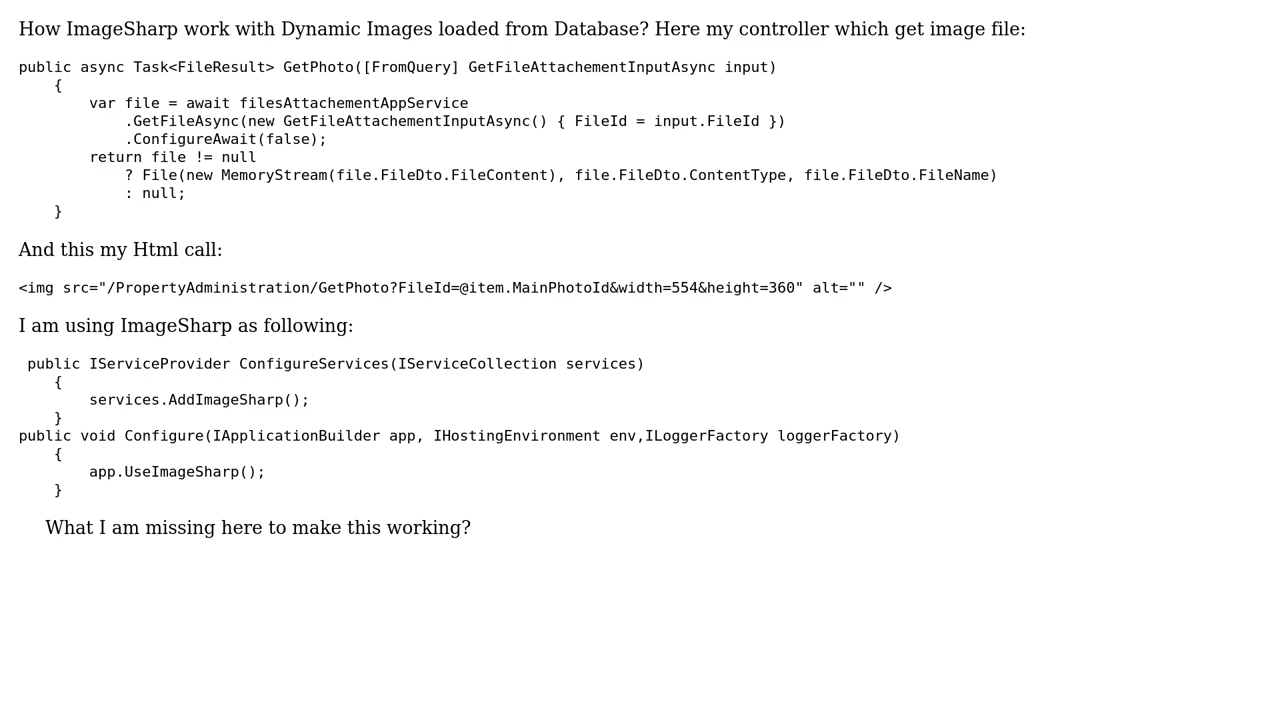 How ImageSharp work with Dynamic Images loaded from Database? Here my controller which get image file:
public async Task<FileResult> GetPhoto([FromQuery] GetFileAttachementInputAsync input)
    {
        var file = await filesAttachementAppService
            .GetFileAsync(new GetFileAttachementInputAsync() { FileId = input.FileId })
            .ConfigureAwait(false);
        return file != null
            ? File(new MemoryStream(file.FileDto.FileContent), file.FileDto.ContentType, file.FileDto.FileName)
            : null;
    }
And this my Html call:
<img src="/PropertyAdministration/GetPhoto?FileId=@item.MainPhotoId&width=554&height=360" alt="" />
I am using ImageSharp as following:
 public IServiceProvider ConfigureServices(IServiceCollection services)
    {
        services.AddImageSharp();
    }
public void Configure(IApplicationBuilder app, IHostingEnvironment env,ILoggerFactory loggerFactory)
    {
        app.UseImageSharp();
    }
What I am missing here to make this working?